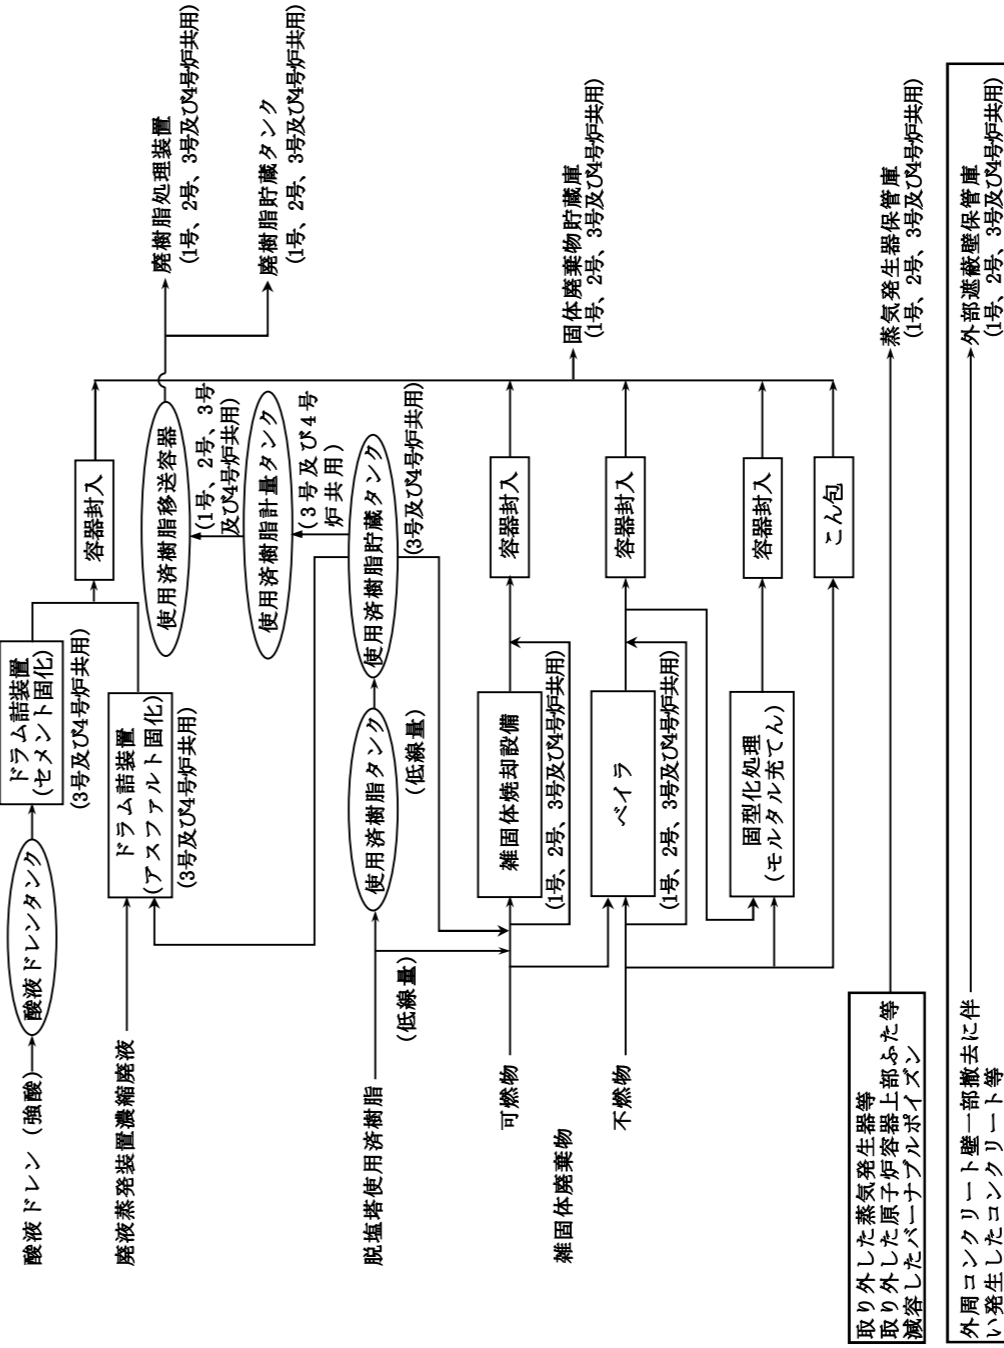 酸液ドレン（強酸）
酸液ドレンタンク
ドラム詰装置
(セメント固化)
(3号及び4号炉共用)
容器封入
廃液蒸発装置濃縮廃液
ドラム詰装置
(アスファルト固化)
(3号及び4号炉共用)
使用済樹脂移送容器
(1号、2号、3号
及び4号炉共用)
廃樹脂処理装置
(1号、2号、3号及び4号炉共用)
使用済樹脂計量タンク
(3号及び4号
炉共用)
廃樹脂貯蔵タンク
(1号、2号、3号及び4号炉共用)
脱塩塔使用済樹脂
使用済樹脂タンク
使用済樹脂貯蔵タンク
(3号及び4号炉共用)
(低線量)
(低線量)
雑固体廃棄物
可燃物
雑固体焼却設備
(1号、2号、3号及び4号炉共用)
容器封入
固体廃棄物貯蔵庫
(1号、2号、3号及び4号炉共用)
不燃物
ベイラ
(1号、2号、3号及び4号炉共用)
容器封入
固型化処理
(モルタル充てん)
容器封入
こん包
取り外した蒸気発生器等
取り外した原子炉容器上部ふた等
減容したバーナブルポイズン
蒸気発生器保管庫
(1号、2号、3号及び4号炉共用)
外周コンクリート壁一部撤去に伴
い発生したコンクリート等
外部遮蔽壁保管庫
(1号、2号、3号及び4号炉共用)